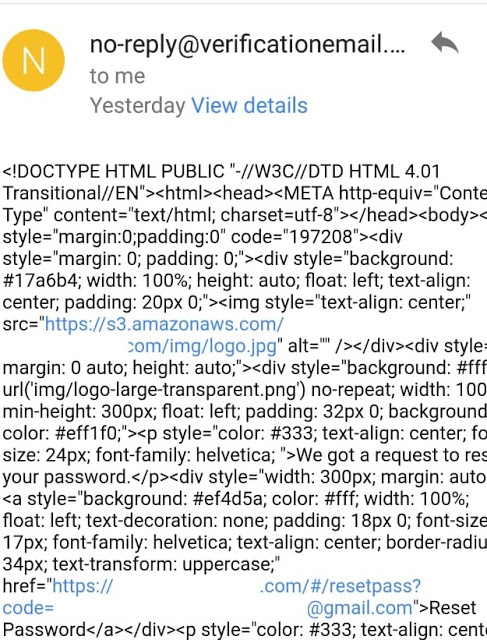 N
no-reply@verificationemail....
to me
Yesterday View details
<!DOCTYPE HTML PUBLIC "-//W3C//DTD HTML 4.01
Transitional//EN"><html><head><META http-equiv="Conte
Type" content="text/html; charset=utf-8"></head><body><
style="margin:0;padding:0" code="197208"><div
style="margin: 0; padding: 0;"><div style="background:
#17a6b4; width: 100%; height: auto; float: left; text-align:
center; padding: 20px 0;"><img style="text-align: center;"
src="https://s3.amazonaws.com/
com/img/logo.jpg" alt="" /></div><div style=
margin: 0 auto; height: auto;"><div style="background: #fff
url('img/logo-large-transparent.png') no-repeat; width: 100
min-height: 300px; float: left; padding: 32px 0; background
color: #eff1f0;"><p style="color: #333; text-align: center; fo
size: 24px; font-family: helvetica; ">We got a request to res
your password.</p><div style="width: 300px; margin: auto
<a style="background: #ef4d5a; color: #fff; width: 100%;
float: left; text-decoration: none; padding: 18px 0; font-size
17px; font-family: helvetica; text-align: center; border-radiu
34px; text-transform: uppercase;"
href="https:// .com/#/resetpass?
code= @gmail.com">Reset
Password</a></div><p style="color: #333; text-align: cente